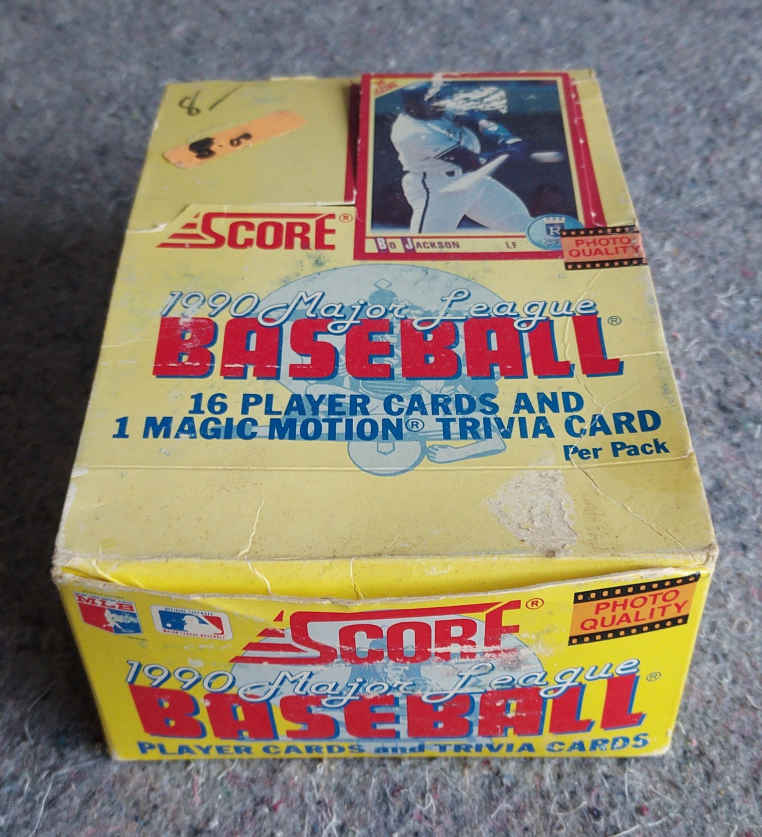 8-
SCORE®
BO JACKSON LF
R
PHOTO
QUALITY
1990 Major League
BASEBALL®
16 PLAYER CARDS AND
1 MAGIC MOTION® TRIVIA CARD
Per Pack
MLB
SCORE®
PHOTO
QUALITY
1990 Major League
BASEBALL®
PLAYER CARDS and TRIVIA CARDS